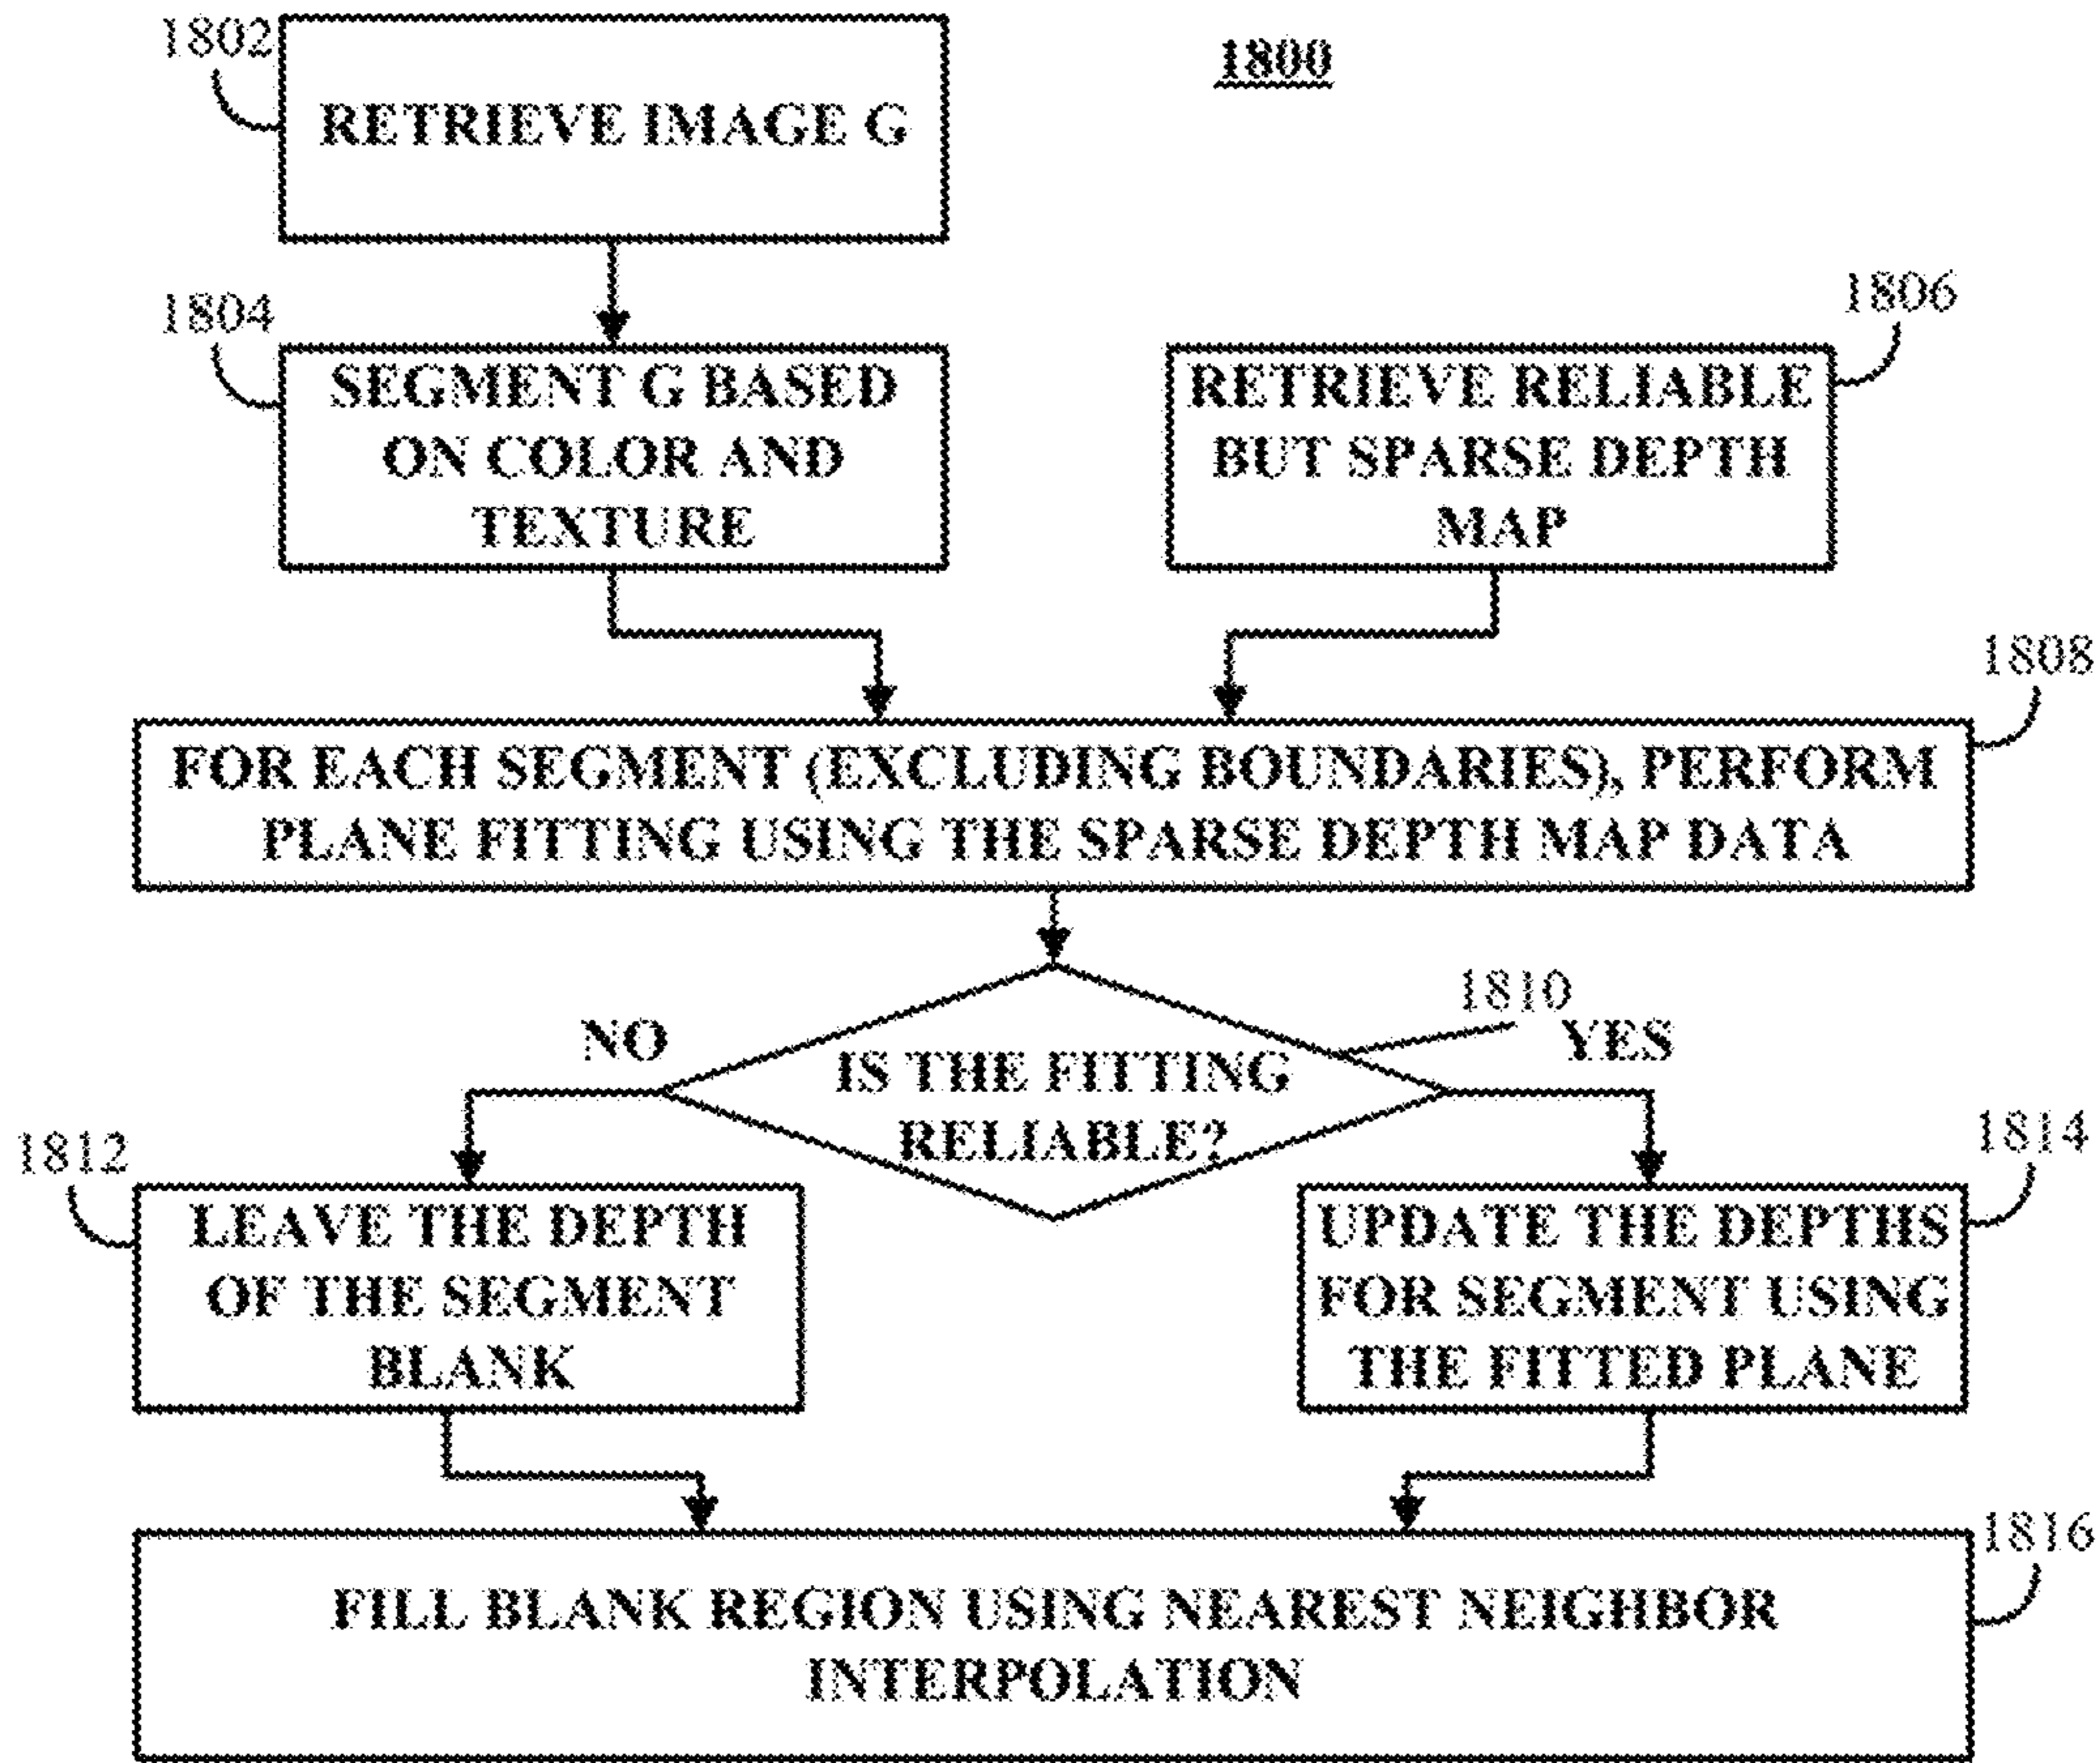 1802
1800
RETRIEVE IMAGE G
1804
1806
SEGMENT G BASED
ON COLOR AND
TEXTURE
RETRIEVE RELIABLE
BUT SPARSE DEPTH
MAP
1808
FOR EACH SEGMENT (EXCLUDING BOUNDARIES), PERFORM
PLANE FITTING USING THE SPARSE DEPTH MAP DATA
1810
NO
YES
IS THE FITTING
RELIABLE?
1812
1814
LEAVE THE DEPTH
OF THE SEGMENT
BLANK
UPDATE THE DEPTHS
FOR SEGMENT USING
THE FITTED PLANE
1816
FILL BLANK REGION USING NEAREST NEIGHBOR
INTERPOLATION